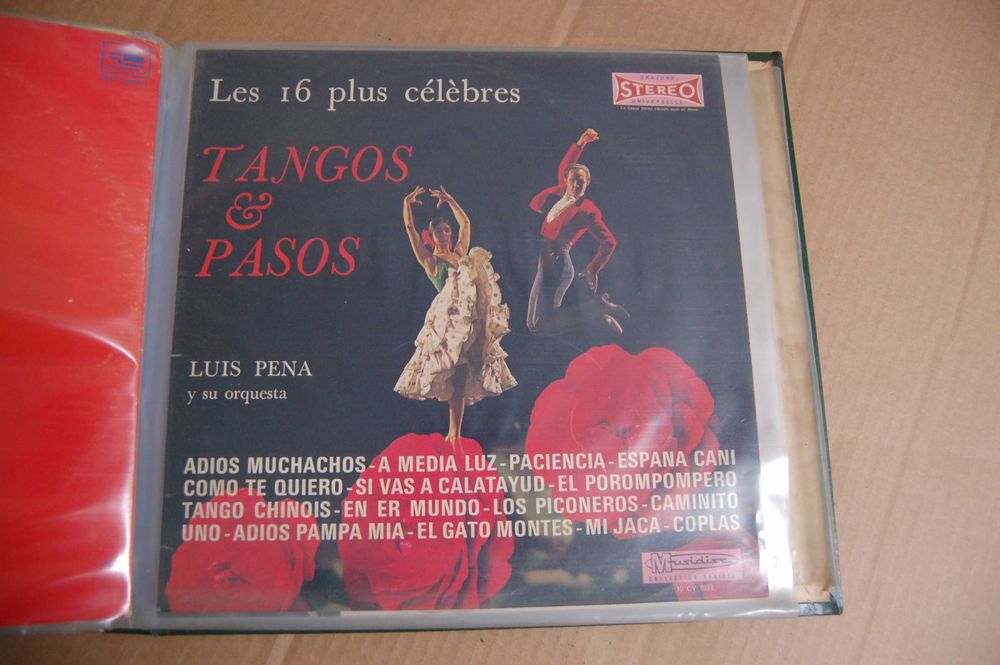 Les 16 plus célèbres
GRAVURE
STEREO
UNIVERSELLE
TANGOS
&
PASOS
LUIS PENA
y su orquesta
ADIOS MUCHACHOS-A MEDIA LUZ-PACIENCIA-ESPANA CANI
COMO TE QUIERO-SI VAS A CALATAYUD-EL POROMPOMPERO
TANGO CHINOIS-EN ER MUNDO-LOS PICONEROS-CAMINITO
UNO-ADIOS PAMPA MIA-EL GATO MONTES-MI JACA-COPLAS
Musidisc